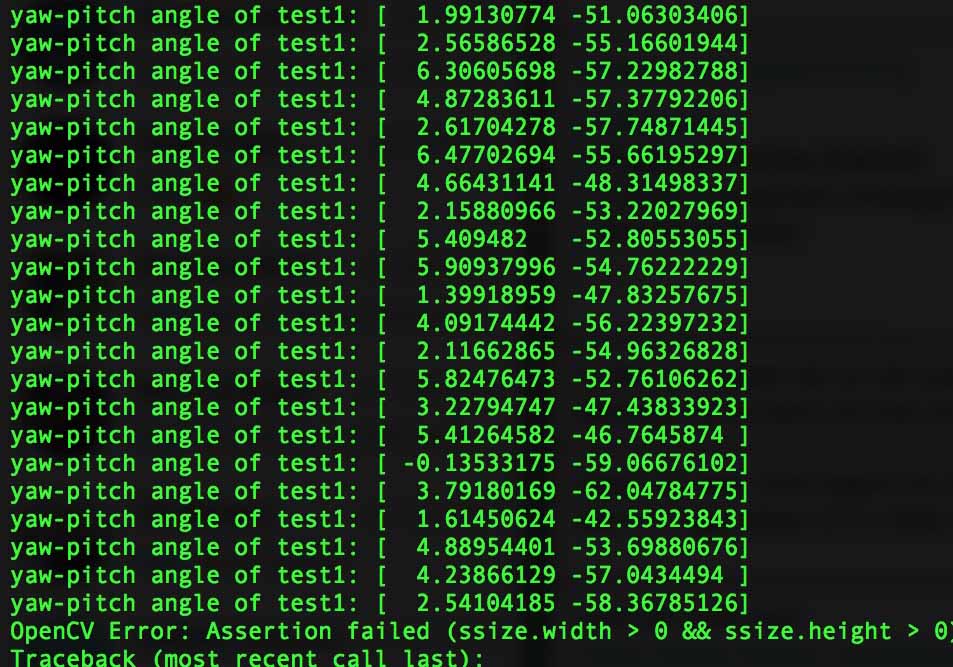 yaw-pitch angle of test1: [  1.99130774 -51.06303406]
yaw-pitch angle of test1: [  2.56586528 -55.16601944]
yaw-pitch angle of test1: [  6.30605698 -57.22982788]
yaw-pitch angle of test1: [  4.87283611 -57.37792206]
yaw-pitch angle of test1: [  2.61704278 -57.74871445]
yaw-pitch angle of test1: [  6.47702694 -55.66195297]
yaw-pitch angle of test1: [  4.66431141 -48.31498337]
yaw-pitch angle of test1: [  2.15880966 -53.22027969]
yaw-pitch angle of test1: [  5.409482   -52.80553055]
yaw-pitch angle of test1: [  5.90937996 -54.76222229]
yaw-pitch angle of test1: [  1.39918959 -47.83257675]
yaw-pitch angle of test1: [  4.09174442 -56.22397232]
yaw-pitch angle of test1: [  2.11662865 -54.96326828]
yaw-pitch angle of test1: [  5.82476473 -52.76106262]
yaw-pitch angle of test1: [  3.22794747 -47.43833923]
yaw-pitch angle of test1: [  5.41264582 -46.7645874 ]
yaw-pitch angle of test1: [ -0.13533175 -59.06676102]
yaw-pitch angle of test1: [  3.79180169 -62.04784775]
yaw-pitch angle of test1: [  1.61450624 -42.55923843]
yaw-pitch angle of test1: [  4.88954401 -53.69880676]
yaw-pitch angle of test1: [  4.23866129 -57.0434494 ]
yaw-pitch angle of test1: [  2.54104185 -58.36785126]
OpenCV Error: Assertion failed (ssize.width > 0 && ssize.height > 0)
Traceback (most recent call last):